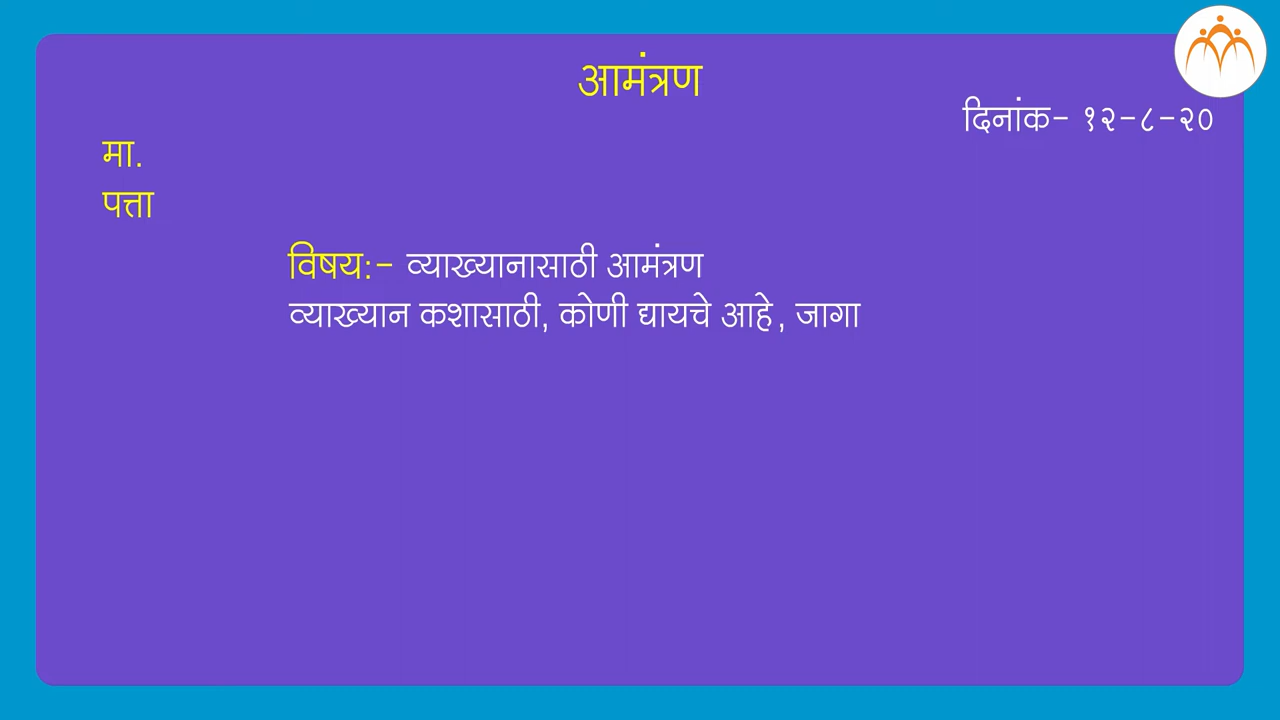 आमंत्रण
दिनांक- १२-८-२०
मा.
पत्ता
विषय:- व्याख्यानासाठी आमंत्रण
व्याख्यान कशासाठी, कोणी द्यायचे आहे, जागा